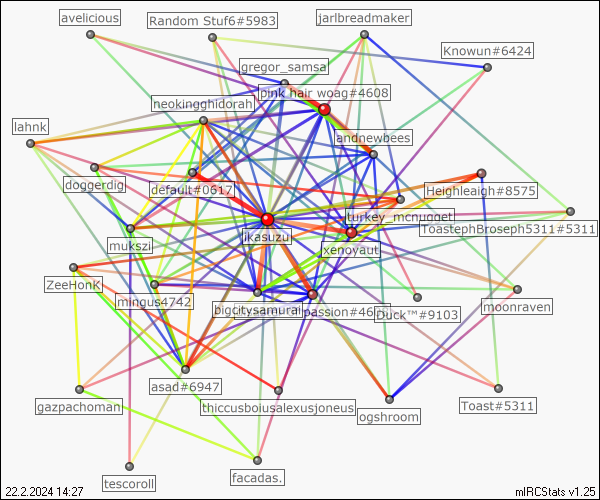 avelicious
Random Stuf6#5983
jarlbreadmaker
Knowun#6424
gregor_samsa
pink hair woag#4608
neokingghidorah
lahnk
landnewbees
doggerdig
default#0617
Heighleaigh#8575
turkey_mcnugget
ToastephBroseph5311#5311
mukszi
ikasuzu
xenoyaut
ZeeHonK
mingus4742
bigcitysamurai
passion#46
Duck™#9103
moonraven
asad#6947
gazpachoman
thiccusboiusalexusjoneus
ogshroom
Toast#5311
tescoroll
facadas.
22.2.2024 14:27
mIRCStats v1.25